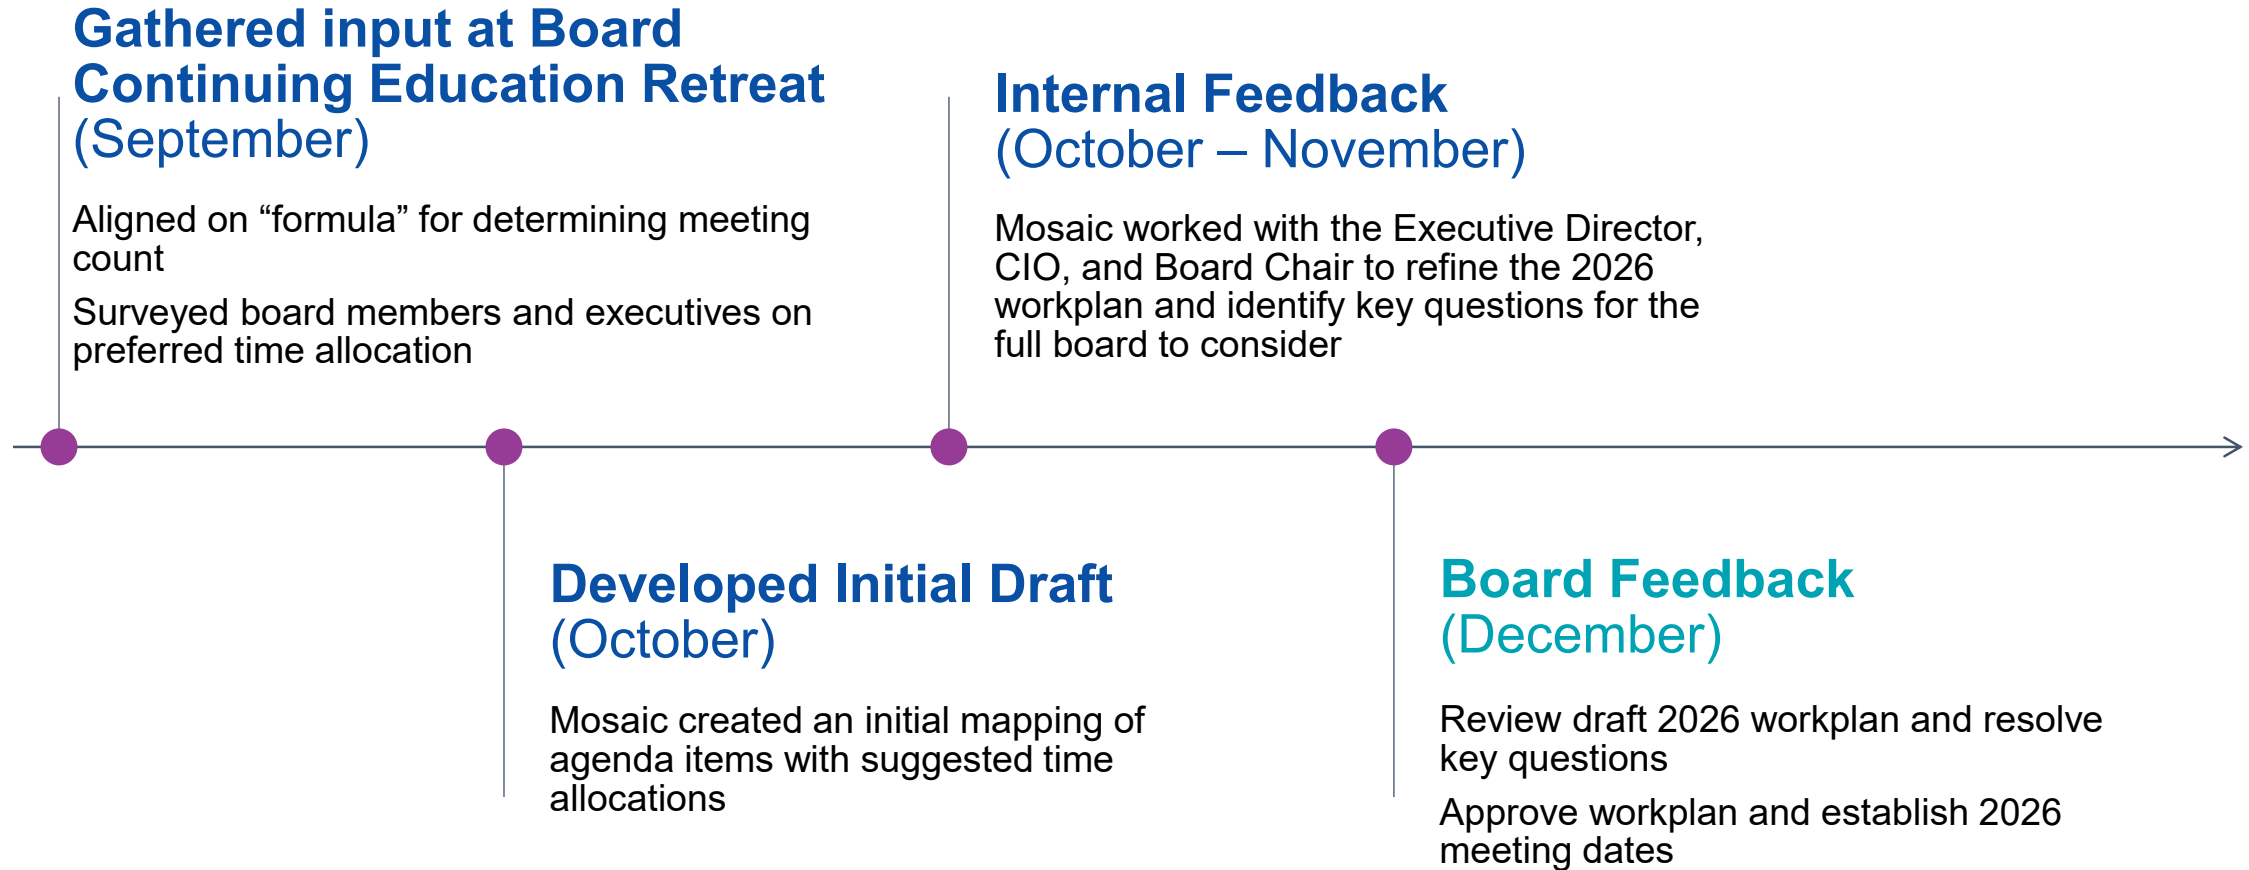 Gathered input at Board
Continuing Education Retreat
(September)
Aligned on “formula” for determining meeting
count
Surveyed board members and executives on
preferred time allocation
Developed Initial Draft
(October)
Mosaic created an initial mapping of
agenda items with suggested time
allocations
Internal Feedback
(October – November)
Mosaic worked with the Executive Director,
CIO, and Board Chair to refine the 2026
workplan and identify key questions for the
full board to consider
Board Feedback
(December)
Review draft 2026 workplan and resolve
key questions
Approve workplan and establish 2026
meeting dates